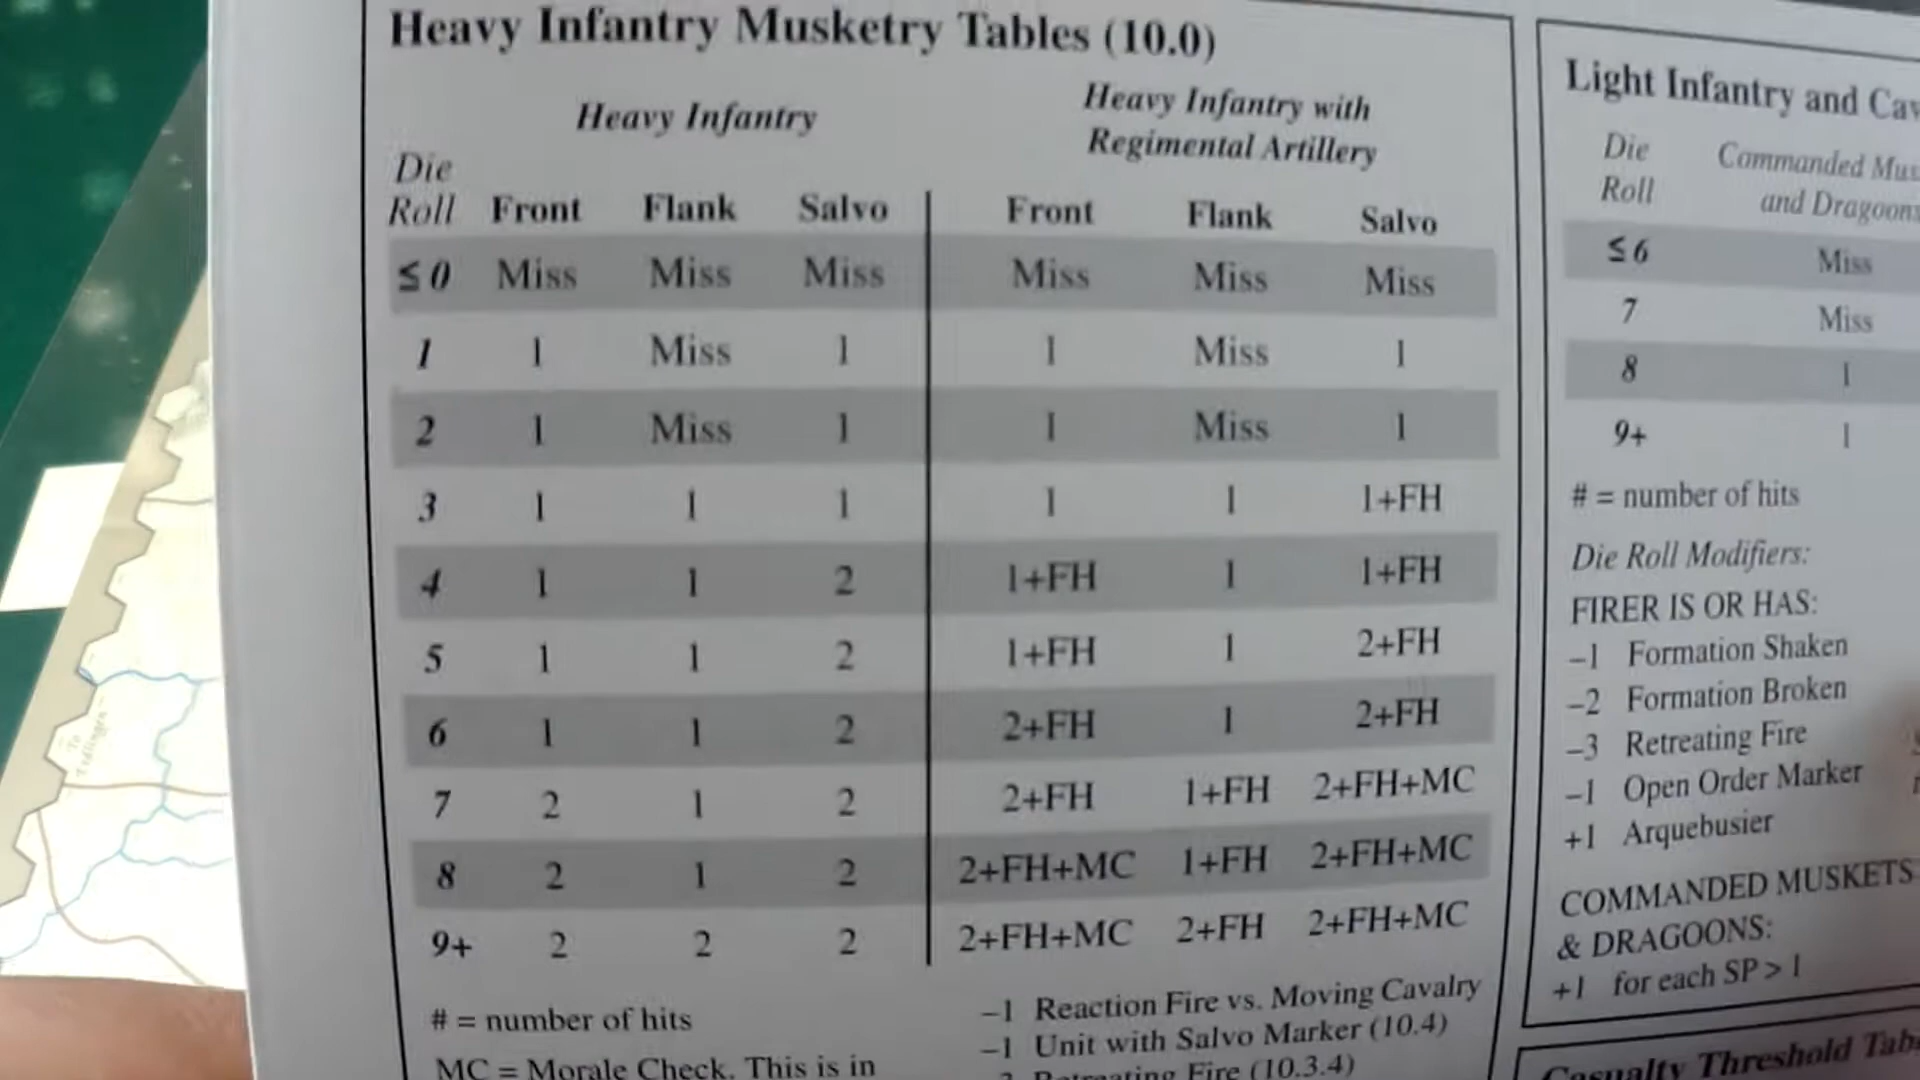 Heavy Infantry Musketry Tables (10.0)
Heavy Infantry
Heavy Infantry with
Regimental Artillery
Die
Roll Front Flank Salvo Front Flank Salvo
≤0 Miss Miss Miss Miss Miss Miss
1 1 Miss 1 1 Miss 1
2 1 Miss 1 1 Miss 1
3 1 1 1 1 1 1+FH
4 1 1 2 1+FH 1 1+FH
5 1 1 2 1+FH 1 2+FH
6 1 1 2 2+FH 1 2+FH
7 2 1 2 2+FH 1+FH 2+FH+MC
8 2 1 2 2+FH+MC 1+FH 2+FH+MC
9+ 2 2 2 2+FH+MC 2+FH 2+FH+MC
# = number of hits
MC = Morale Check. This is in
–1 Reaction Fire vs. Moving Cavalry
–1 Unit with Salvo Marker (10.4)
Retreating Fire (10.3.4)
Light Infantry and
Die
Roll
Commanded
and Dragoons
≤6 Miss
7 Miss
8 1
9+ 1
# = number of hits
Die Roll Modifiers:
FIRER IS OR HAS:
–1 Formation Shaken
–2 Formation Broken
–3 Retreating Fire
–1 Open Order Marker
+1 Arquebusier
COMMANDED MUSKETS
& DRAGOONS:
+1 for each SP > 1
Casualty Threshold
To